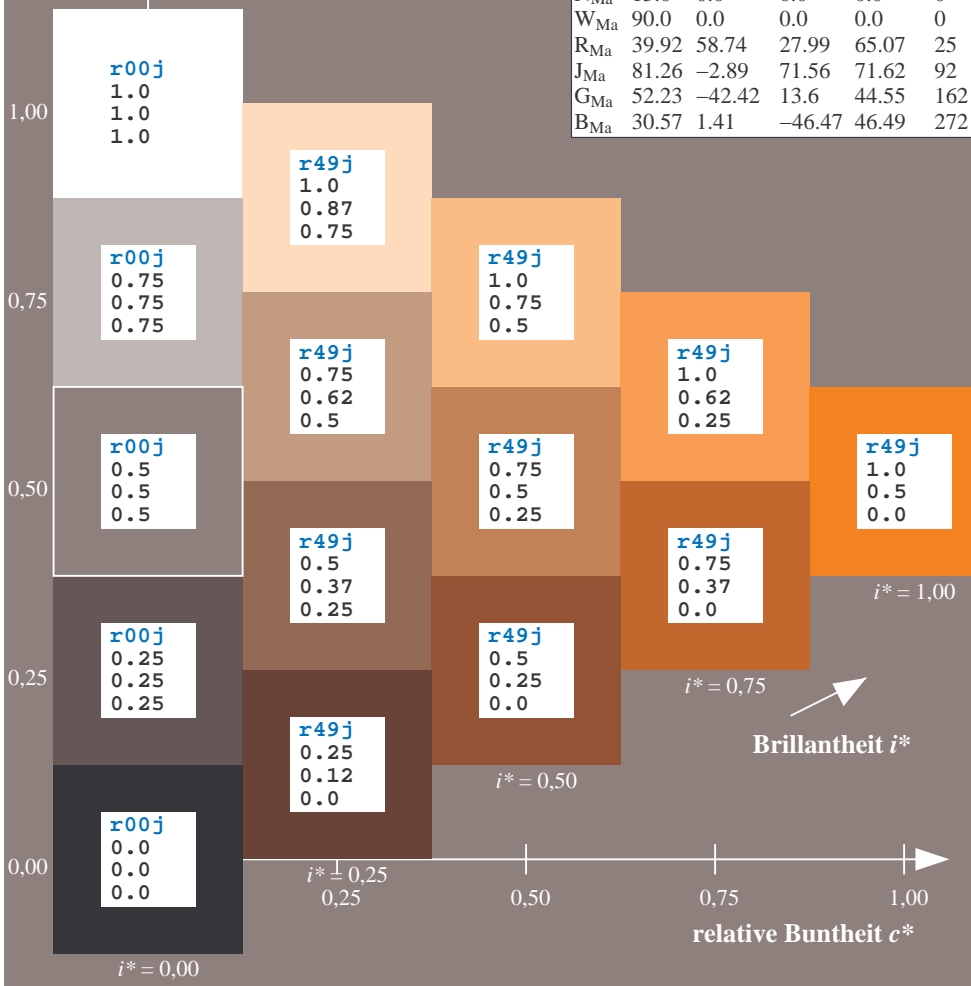 W_Ma 90.0 0.0 0.0 0.0 0
R_Ma 39.92 58.74 27.99 65.07 25
J_Ma 81.26 −2.89 71.56 71.62 92
G_Ma 52.23 −42.42 13.6 44.55 162
B_Ma 30.57 1.41 −46.47 46.49 272
1,00
0,75
0,50
0,25
0,00
r00j
1.0
1.0
1.0
r00j
0.75
0.75
0.75
r00j
0.5
0.5
0.5
r00j
0.25
0.25
0.25
r00j
0.0
0.0
0.0
r49j
1.0
0.87
0.75
r49j
0.75
0.62
0.5
r49j
0.5
0.37
0.25
r49j
0.25
0.12
0.0
r49j
1.0
0.75
0.5
r49j
0.75
0.5
0.25
r49j
0.5
0.25
0.0
r49j
1.0
0.62
0.25
r49j
0.75
0.37
0.0
r49j
1.0
0.5
0.0
i* = 1,00
i* = 0,75
Brillantheit i*
i* = 0,50
i* = 0,25
0,25 0,50 0,75 1,00
relative Buntheit c*
i* = 0,00